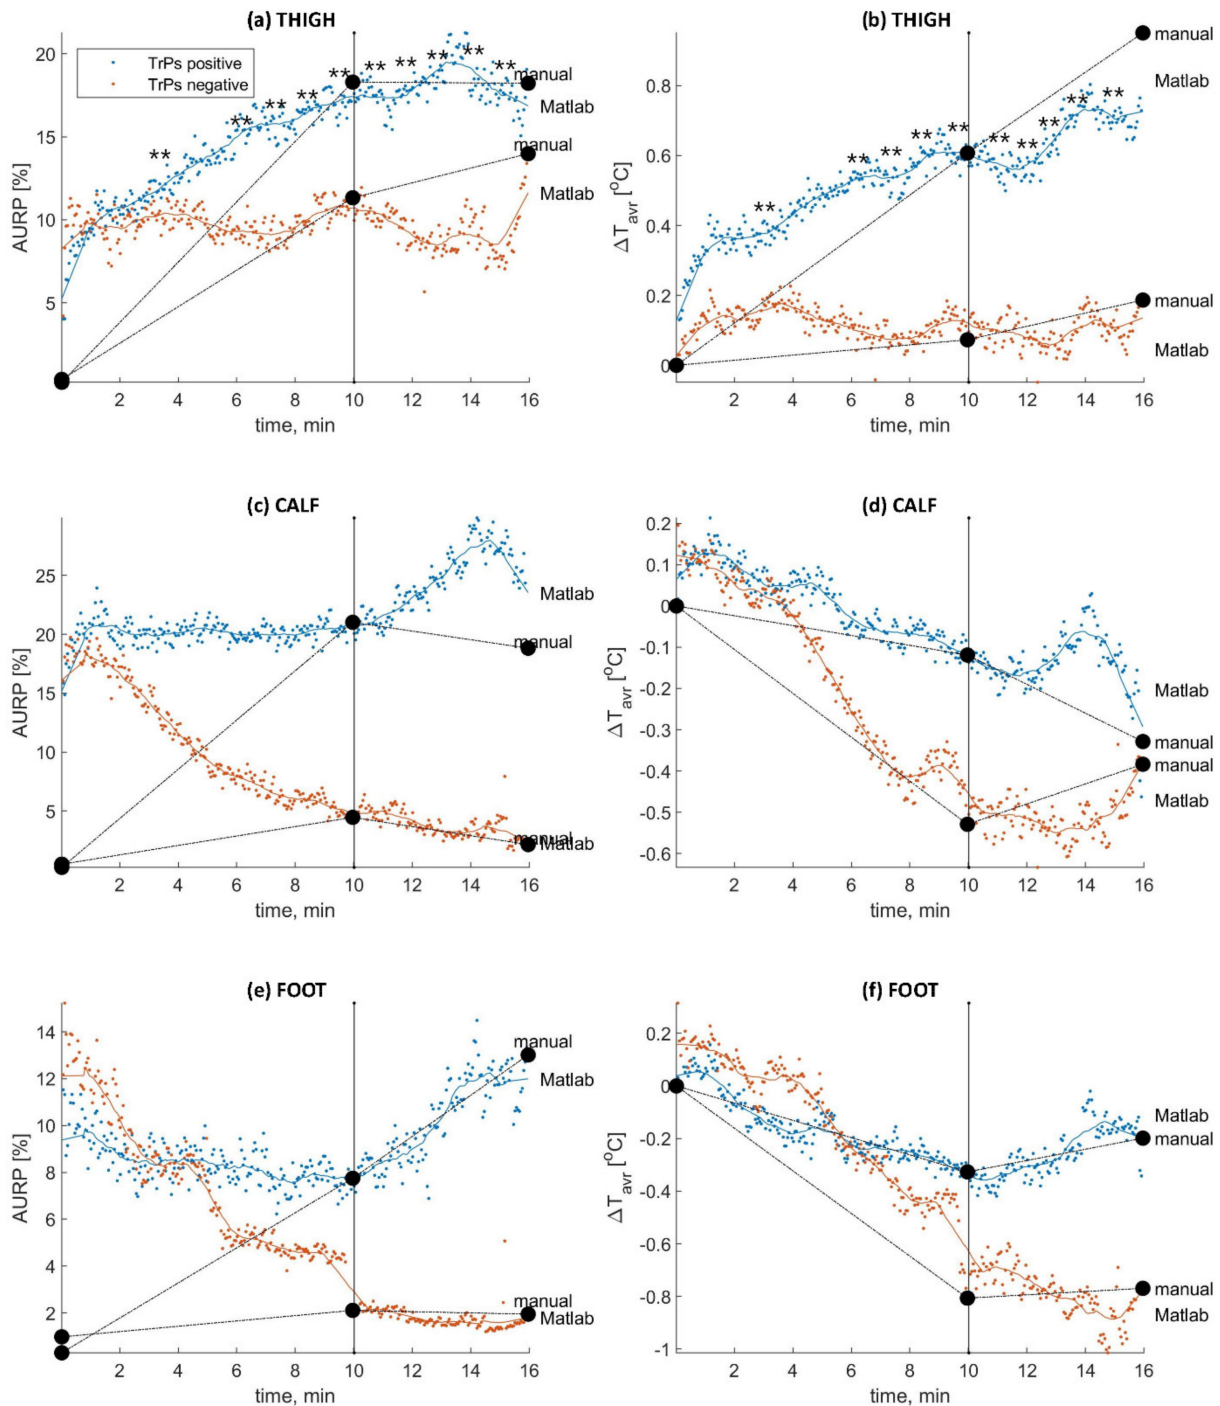 (a) THIGH
TrPs positive
TrPs negative
AURP [%]
20
15
10
5
** ** ** ** ** ** ** ** ** **
manual
Matlab
manual
Matlab
2 4 6 8 10 12 14 16
time, min
(b) THIGH
ΔTavr [°C]
0.8
0.6
0.4
0.2
0
** ** ** ** ** ** ** ** ** **
manual
Matlab
manual
Matlab
2 4 6 8 10 12 14 16
time, min
(c) CALF
AURP [%]
25
20
15
10
5
Matlab
manual
manual
Matlab
2 4 6 8 10 12 14 16
time, min
(d) CALF
ΔTavr [°C]
0.2
0.1
0
-0.1
-0.2
-0.3
-0.4
-0.5
-0.6
Matlab
manual
manual
Matlab
2 4 6 8 10 12 14 16
time, min
(e) FOOT
AURP [%]
14
12
10
8
6
4
2
manual
Matlab
manual
Matlab
2 4 6 8 10 12 14 16
time, min
(f) FOOT
ΔTavr [°C]
0.2
0
-0.2
-0.4
-0.6
-0.8
-1
Matlab
manual
manual
Matlab
2 4 6 8 10 12 14 16
time, min